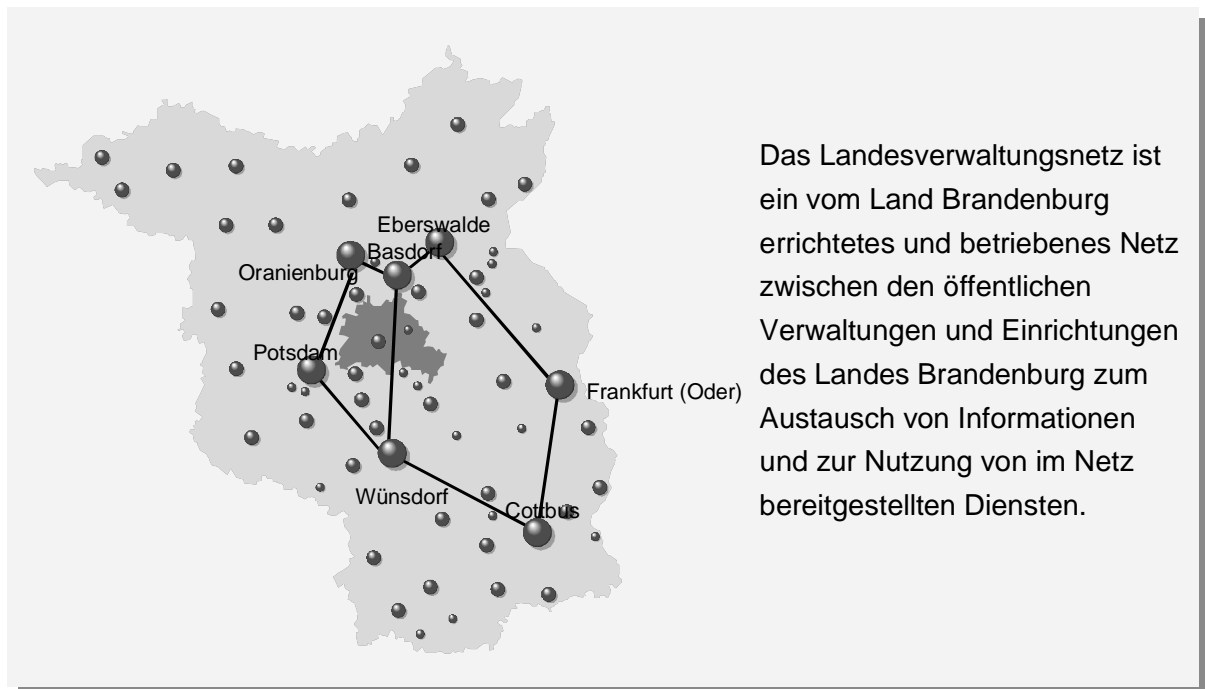 Eberswalde
Basdorf
Oranienburg
Potsdam
Frankfurt (Oder)
Wünsdorf
Cottbus
Das Landesverwaltungsnetz ist
ein vom Land Brandenburg
errichtetes und betriebenes Netz
zwischen den öffentlichen
Verwaltungen und Einrichtungen
des Landes Brandenburg zum
Austausch von Informationen
und zur Nutzung von im Netz
bereitgestellten Diensten.